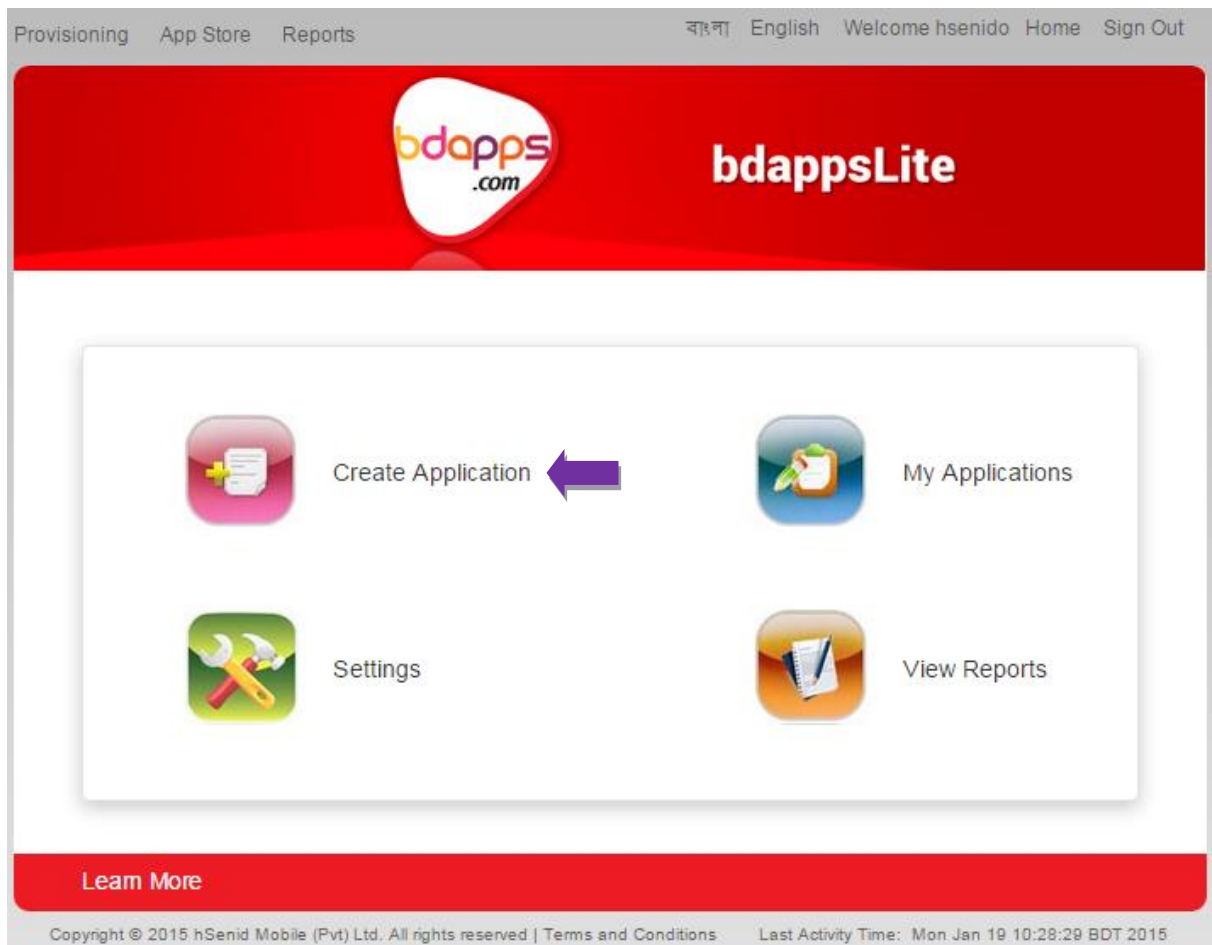 Provisioning App Store Reports বাংলা English Welcome hsenido Home Sign Out
bdapps
.com
bdappsLite
Create Application
My Applications
Settings
View Reports
Learn More
Copyright © 2015 hSenid Mobile (Pvt) Ltd. All rights reserved | Terms and Conditions Last Activity Time: Mon Jan 19 10:28:29 BDT 2015